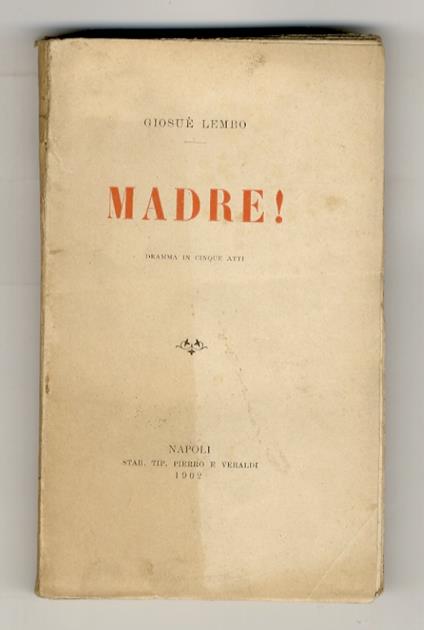 GIOSUÈ LEMBO
MADRE!
DRAMMA IN CINQUE ATTI
NAPOLI
STAB. TIP. PIERRO E VERALDI
1902